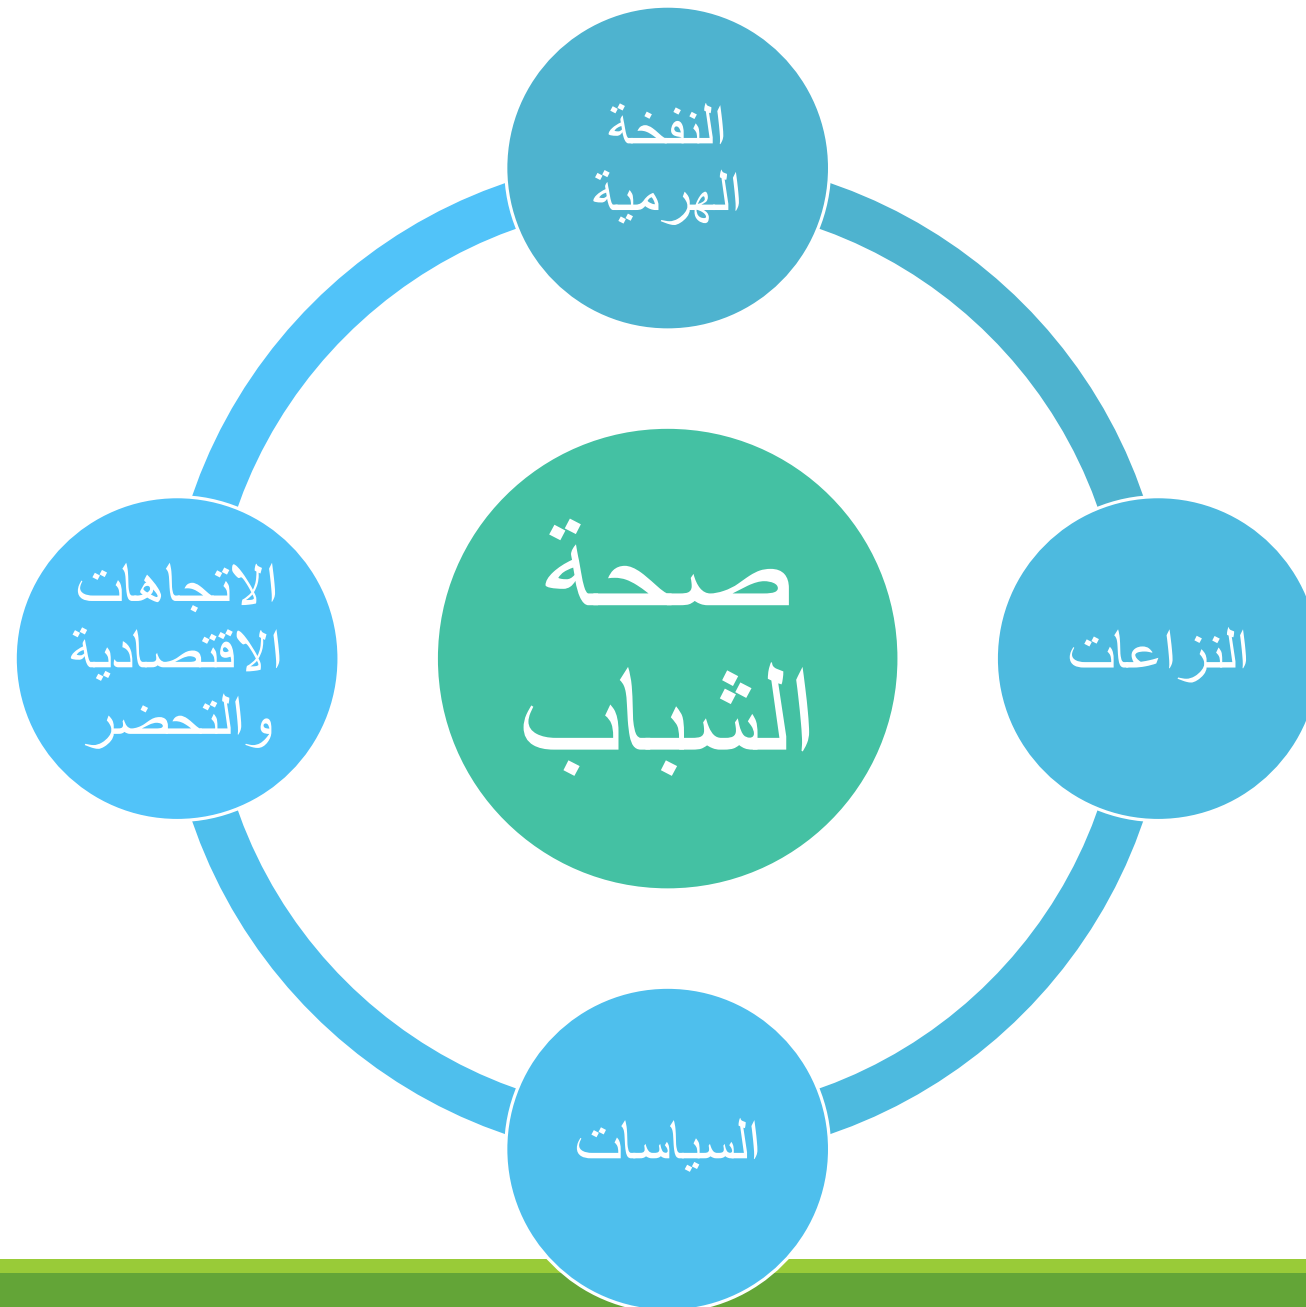 النفخة
الهرمية
صحة
الشباب
النزاعات
السياسات
الاتجاهات
الاقتصادية
والتحضر